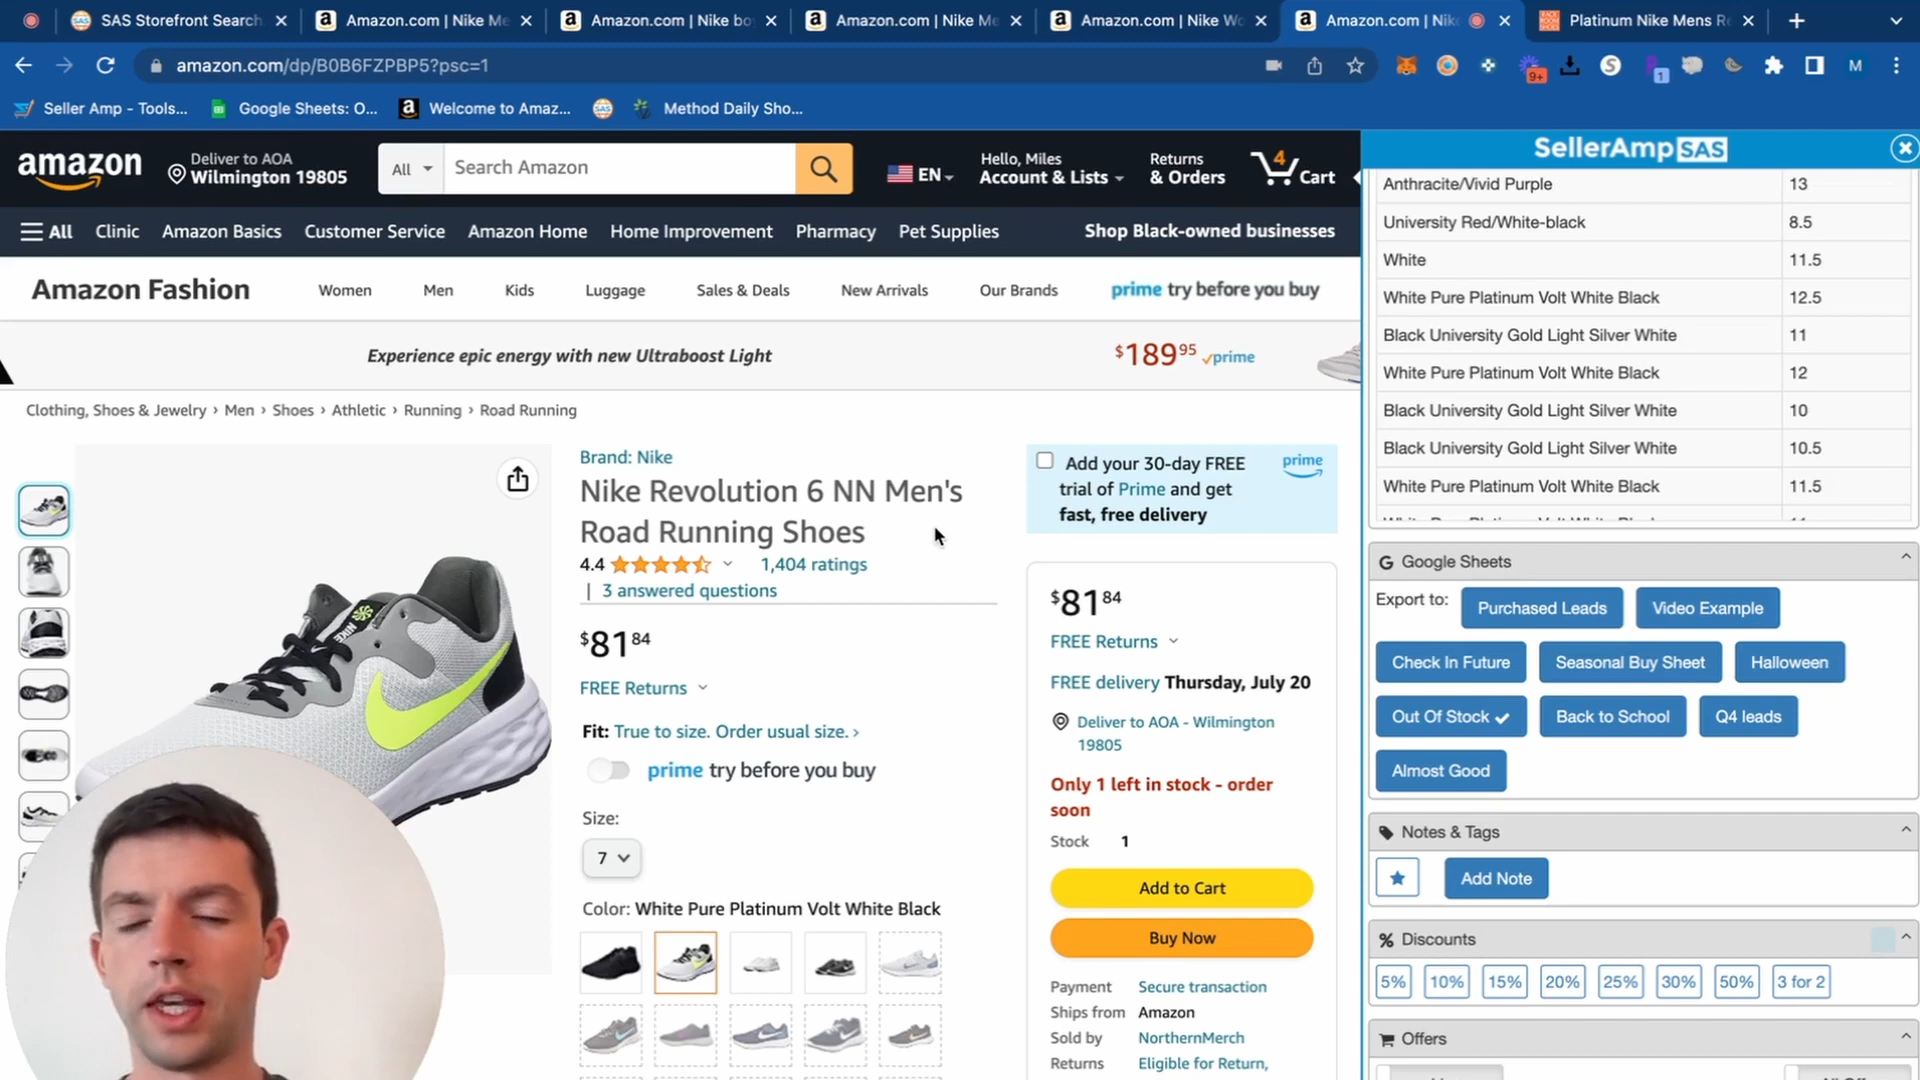 SAS Storefront Search
Amazon.com | Nike Me
Amazon.com | Nike bo
Amazon.com | Nike Me
Amazon.com | Nike Wo
Amazon.com | Nik
Platinum Nike Mens Re
amazon.com/dp/B0B6FZPBP5?psc=1
9+
S
1
M
Seller Amp - Tools...
Google Sheets: O...
Welcome to Amaz...
Method Daily Sho...
amazon
Deliver to AOA
Wilmington 19805
All
Search Amazon
EN
Hello, Miles
Account & Lists
Returns
& Orders
4
Cart
All
Clinic
Amazon Basics
Customer Service
Amazon Home
Home Improvement
Pharmacy
Pet Supplies
Shop Black-owned businesses
Amazon Fashion
Women
Men
Kids
Luggage
Sales & Deals
New Arrivals
Our Brands
prime try before you buy
Experience epic energy with new Ultraboost Light
$189 95 prime
Clothing, Shoes & Jewelry › Men › Shoes › Athletic › Running › Road Running
Brand: Nike
Nike Revolution 6 NN Men's
Road Running Shoes
4.4
1,404 ratings
| 3 answered questions
$81 84
FREE Returns
Fit: True to size. Order usual size. ›
prime try before you buy
Size:
7
Color: White Pure Platinum Volt White Black
NIKE
Add your 30-day FREE
trial of Prime and get
fast, free delivery
prime
$81 84
FREE Returns
FREE delivery Thursday, July 20
Deliver to AOA - Wilmington
19805
Only 1 left in stock - order
soon
Stock 1
Add to Cart
Buy Now
Payment Secure transaction
Ships from Amazon
Sold by NorthernMerch
Returns Eligible for Return,
SellerAmp SAS
Anthracite/Vivid Purple 13
University Red/White-black 8.5
White 11.5
White Pure Platinum Volt White Black 12.5
Black University Gold Light Silver White 11
White Pure Platinum Volt White Black 12
Black University Gold Light Silver White 10
Black University Gold Light Silver White 10.5
White Pure Platinum Volt White Black 11.5
G Google Sheets
Export to:
Purchased Leads
Video Example
Check In Future
Seasonal Buy Sheet
Halloween
Out Of Stock
Back to School
Q4 leads
Almost Good
Notes & Tags
Add Note
% Discounts
5%
10%
15%
20%
25%
30%
50%
3 for 2
Offers